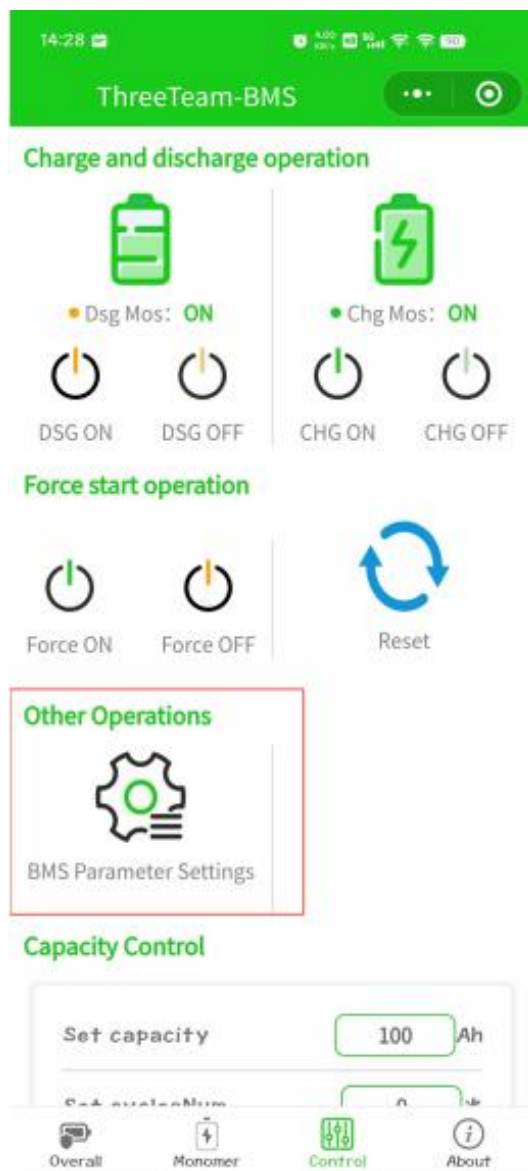 14:28
ThreeTeam-BMS
Charge and discharge operation
Dsg Mos: ON
Chg Mos: ON
DSG ON
DSG OFF
CHG ON
CHG OFF
Force start operation
Force ON
Force OFF
Reset
Other Operations
BMS Parameter Settings
Capacity Control
Set capacity
100
Ah
Overall
Monomer
Control
About